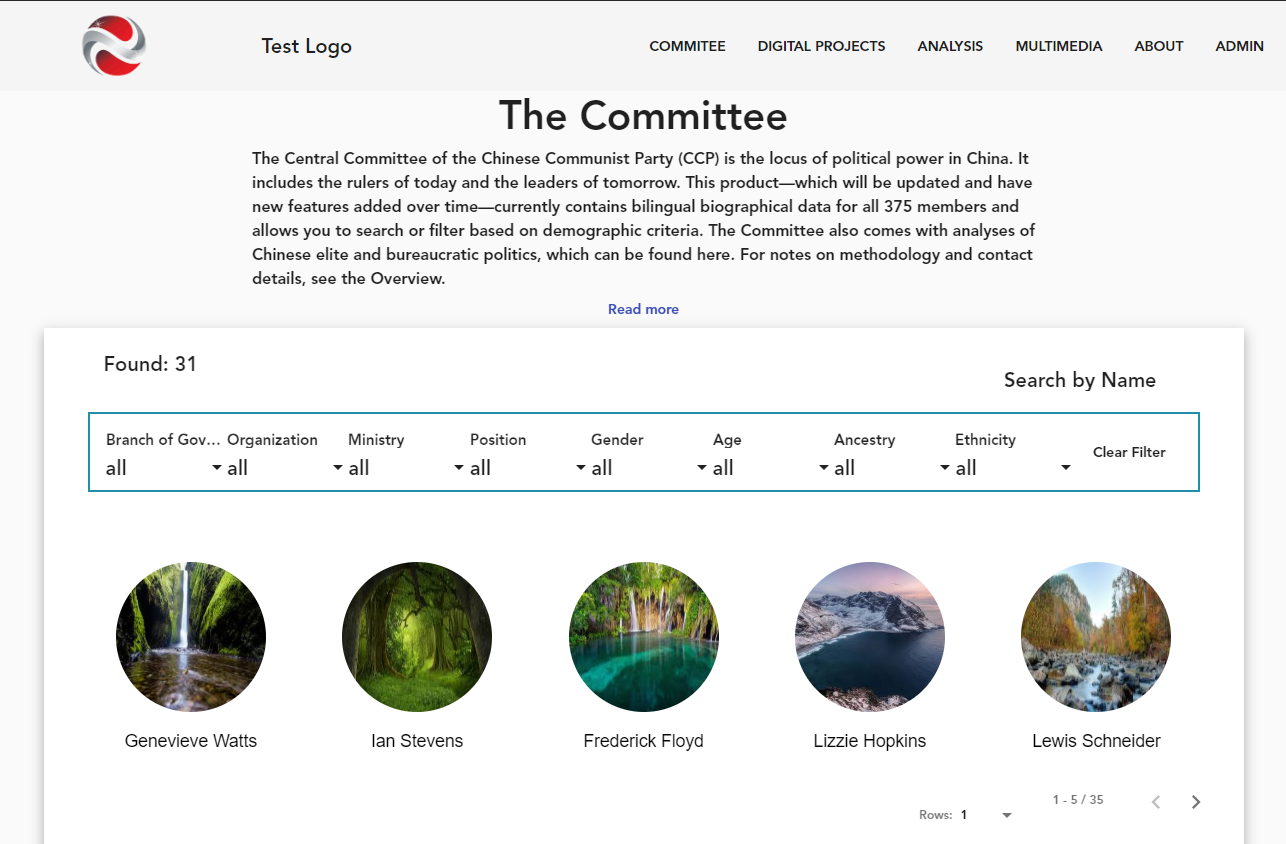 Test Logo
COMMITEE DIGITAL PROJECTS ANALYSIS MULTIMEDIA ABOUT ADMIN
The Committee
The Central Committee of the Chinese Communist Party (CCP) is the locus of political power in China. It
includes the rulers of today and the leaders of tomorrow. This product—which will be updated and have
new features added over time—currently contains bilingual biographical data for all 375 members and
allows you to search or filter based on demographic criteria. The Committee also comes with analyses of
Chinese elite and bureaucratic politics, which can be found here. For notes on methodology and contact
details, see the Overview.
Read more
Found: 31
Search by Name
Branch of Gov... Organization Ministry Position Gender Age Ancestry Ethnicity
all all all all all all all all
Clear Filter
Genevieve Watts Ian Stevens Frederick Floyd Lizzie Hopkins Lewis Schneider
Rows: 1
1 - 5 / 35